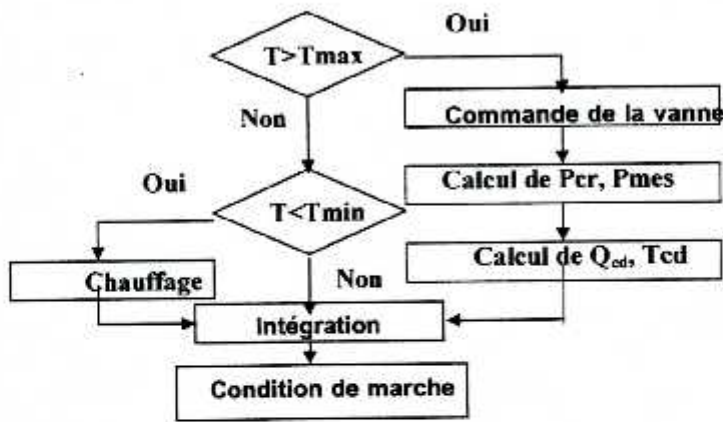 Oui
T>Tmax
Commande de la vanne
Non
Calcul de Pcr, Pmes
Oui
T<Tmin
Calcul de Qcd, Tcd
Chauffage
Non
Intégration
Condition de marche